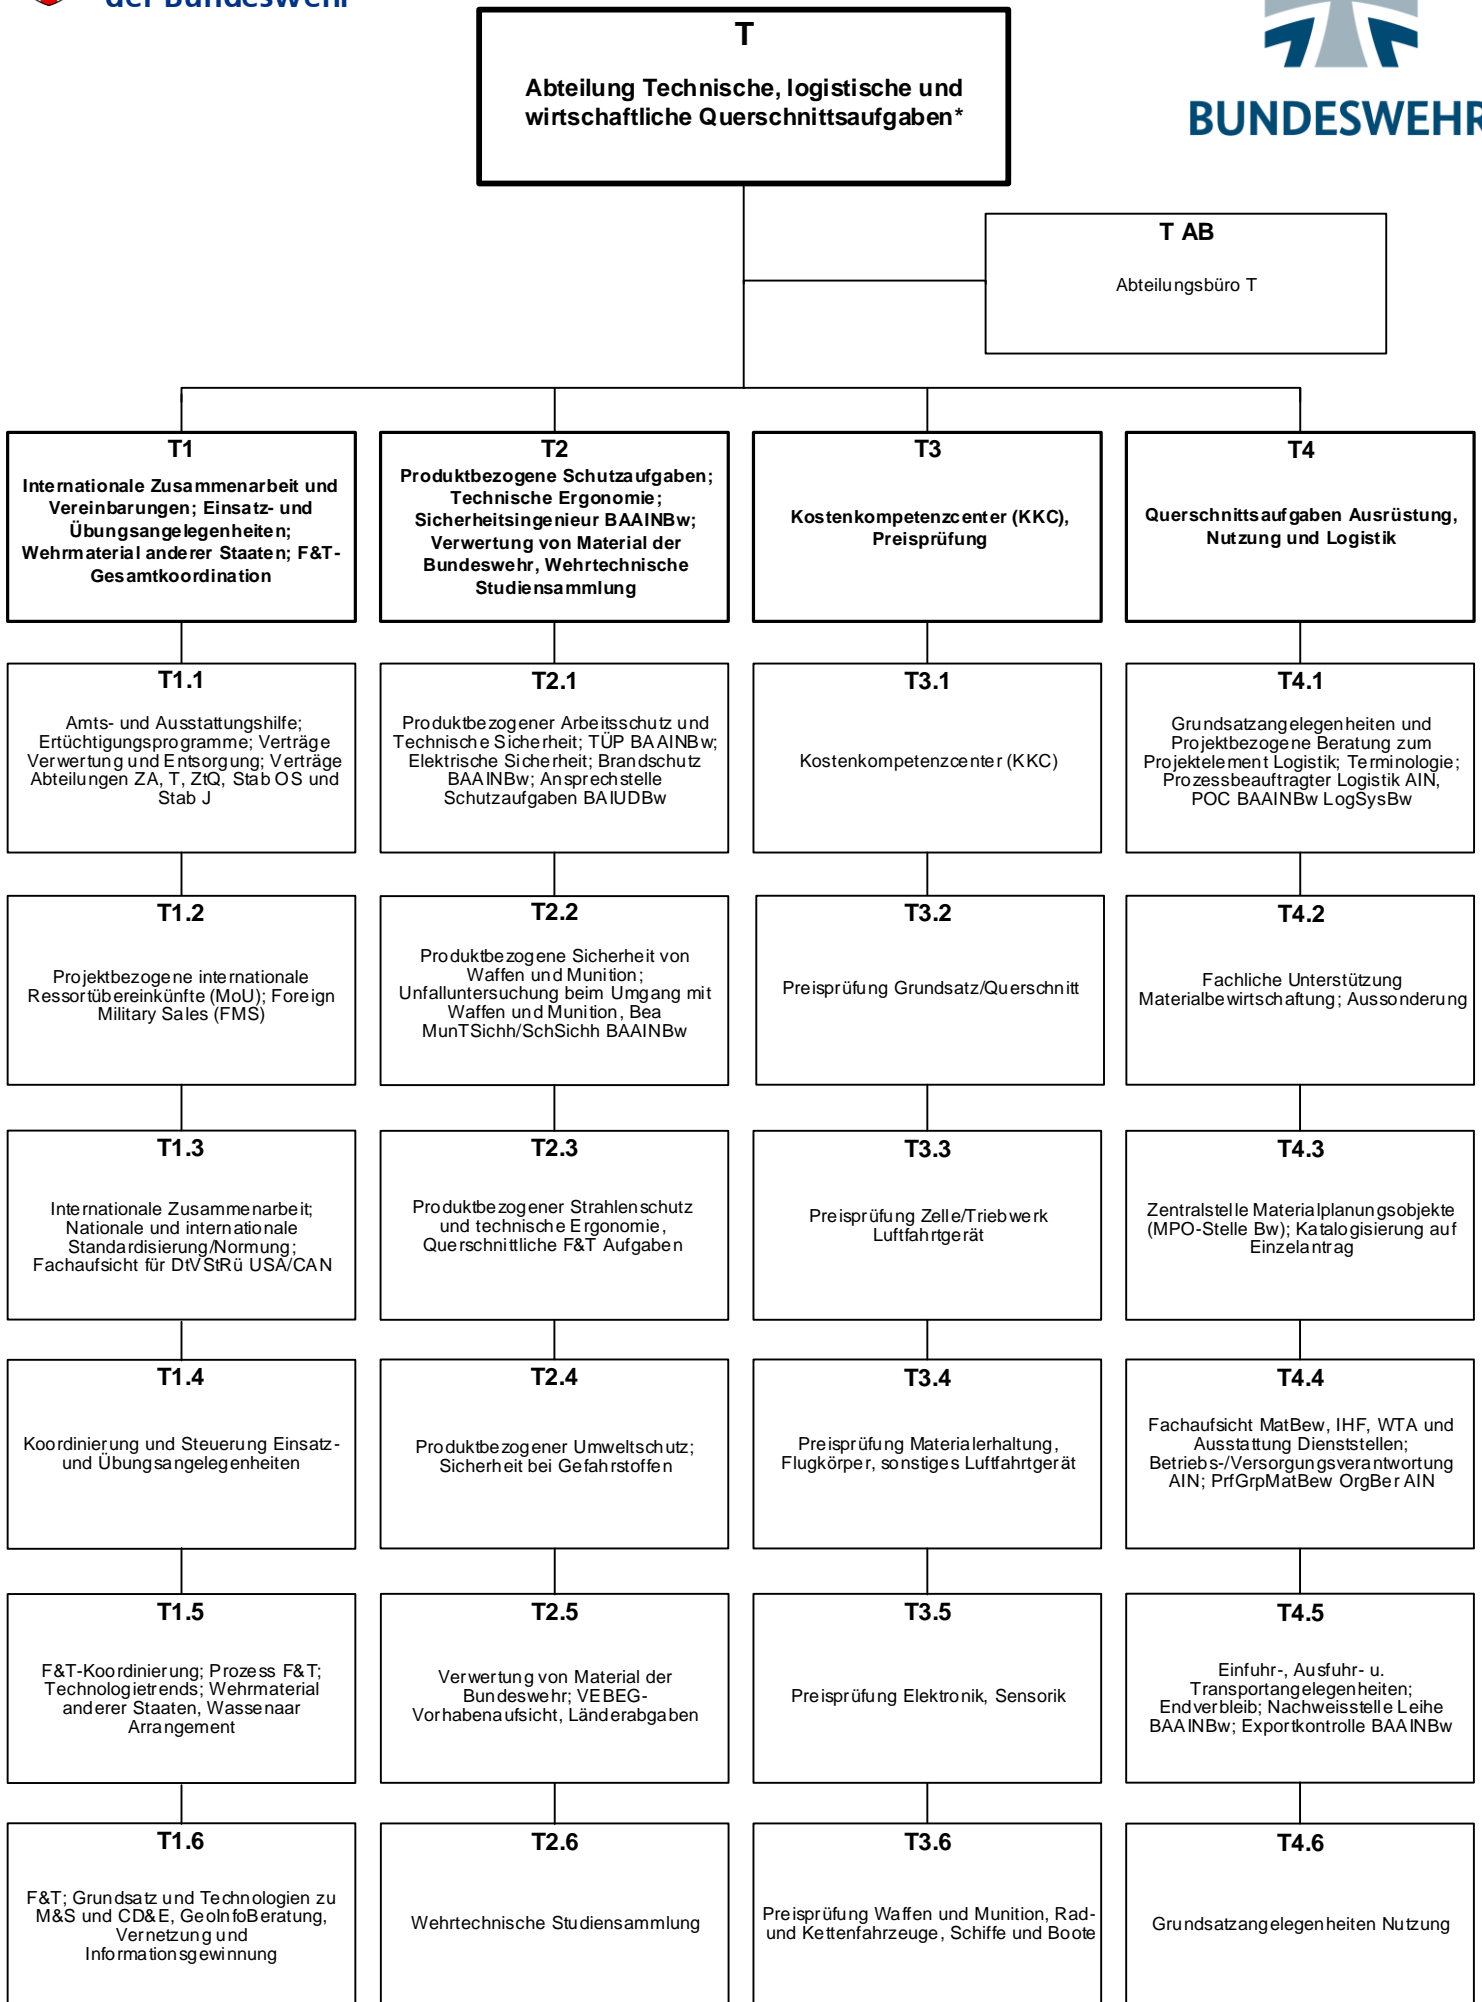 der Bundeswehr
T
Abteilung Technische, logistische und
wirtschaftliche Querschnittsaufgaben*
BUNDESWEHR
T AB
Abteilungsbüro T
T1
Internationale Zusammenarbeit und
Vereinbarungen; Einsatz- und
Übungsangelegenheiten;
Wehrmaterial anderer Staaten; F&T-
Gesamtkoordination
T2
Produktbezogene Schutzaufgaben;
Technische Ergonomie;
Sicherheitsingenieur BAAINBw;
Verwertung von Material der
Bundeswehr, Wehrtechnische
Studiensammlung
T3
Kostenkompetenzcenter (KKC),
Preisprüfung
T4
Querschnittsaufgaben Ausrüstung,
Nutzung und Logistik
T1.1
Amts- und Ausstattungshilfe;
Ertüchtigungsprogramme; Verträge
Verwertung und Entsorgung; Verträge
Abteilungen ZA, T, ZtQ, Stab OS und
Stab J
T2.1
Produktbezogener Arbeitsschutz und
Technische Sicherheit; TÜP BAAINBw;
Elektrische Sicherheit; Brandschutz
BAAINBw; Ansprechstelle
Schutzaufgaben BAIUDBw
T3.1
Kostenkompetenzcenter (KKC)
T4.1
Grundsatzangelegenheiten und
Projektbezogene Beratung zum
Projektelement Logistik; Terminologie;
Prozessbeauftragter Logistik AIN,
POC BAAINBw LogSysBw
T1.2
Projektbezogene internationale
Ressortübereinkünfte (MoU); Foreign
Military Sales (FMS)
T2.2
Produktbezogene Sicherheit von
Waffen und Munition;
Unfalluntersuchung beim Umgang mit
Waffen und Munition, Bea
MunTSichh/SchSichh BAAINBw
T3.2
Preisprüfung Grundsatz/Querschnitt
T4.2
Fachliche Unterstützung
Materialbewirtschaftung; Aussonderung
T1.3
Internationale Zusammenarbeit;
Nationale und internationale
Standardisierung/Normung;
Fachaufsicht für DtVStRü USA/CAN
T2.3
Produktbezogener Strahlenschutz
und technische Ergonomie,
Querschnittliche F&T Aufgaben
T3.3
Preisprüfung Zelle/Triebwerk
Luftfahrtgerät
T4.3
Zentralstelle Materialplanungsobjekte
(MPO-Stelle Bw); Katalogisierung auf
Einzelantrag
T1.4
Koordinierung und Steuerung Einsatz-
und Übungsangelegenheiten
T2.4
Produktbezogener Umweltschutz;
Sicherheit bei Gefahrstoffen
T3.4
Preisprüfung Materialerhaltung,
Flugkörper, sonstiges Luftfahrtgerät
T4.4
Fachaufsicht MatBew, IHF, WTA und
Ausstattung Dienststellen;
Betriebs-/Versorgungsverantwortung
AIN; PrfGrpMatBew OrgBer AIN
T1.5
F&T-Koordinierung; Prozess F&T;
Technologietrends; Wehrmaterial
anderer Staaten, Wassenaar
Arrangement
T2.5
Verwertung von Material der
Bundeswehr; VEBEG-
Vorhabenaufsicht, Länderabgaben
T3.5
Preisprüfung Elektronik, Sensorik
T4.5
Einfuhr-, Ausfuhr- u.
Transportangelegenheiten;
Endverbleib; Nachweisstelle Leihe
BAAINBw; Exportkontrolle BAAINBw
T1.6
F&T; Grundsatz und Technologien zu
M&S und CD&E, GeoInfoBeratung,
Vernetzung und
Informationsgewinnung
T2.6
Wehrtechnische Studiensammlung
T3.6
Preisprüfung Waffen und Munition, Rad-
und Kettenfahrzeuge, Schiffe und Boote
T4.6
Grundsatzangelegenheiten Nutzung